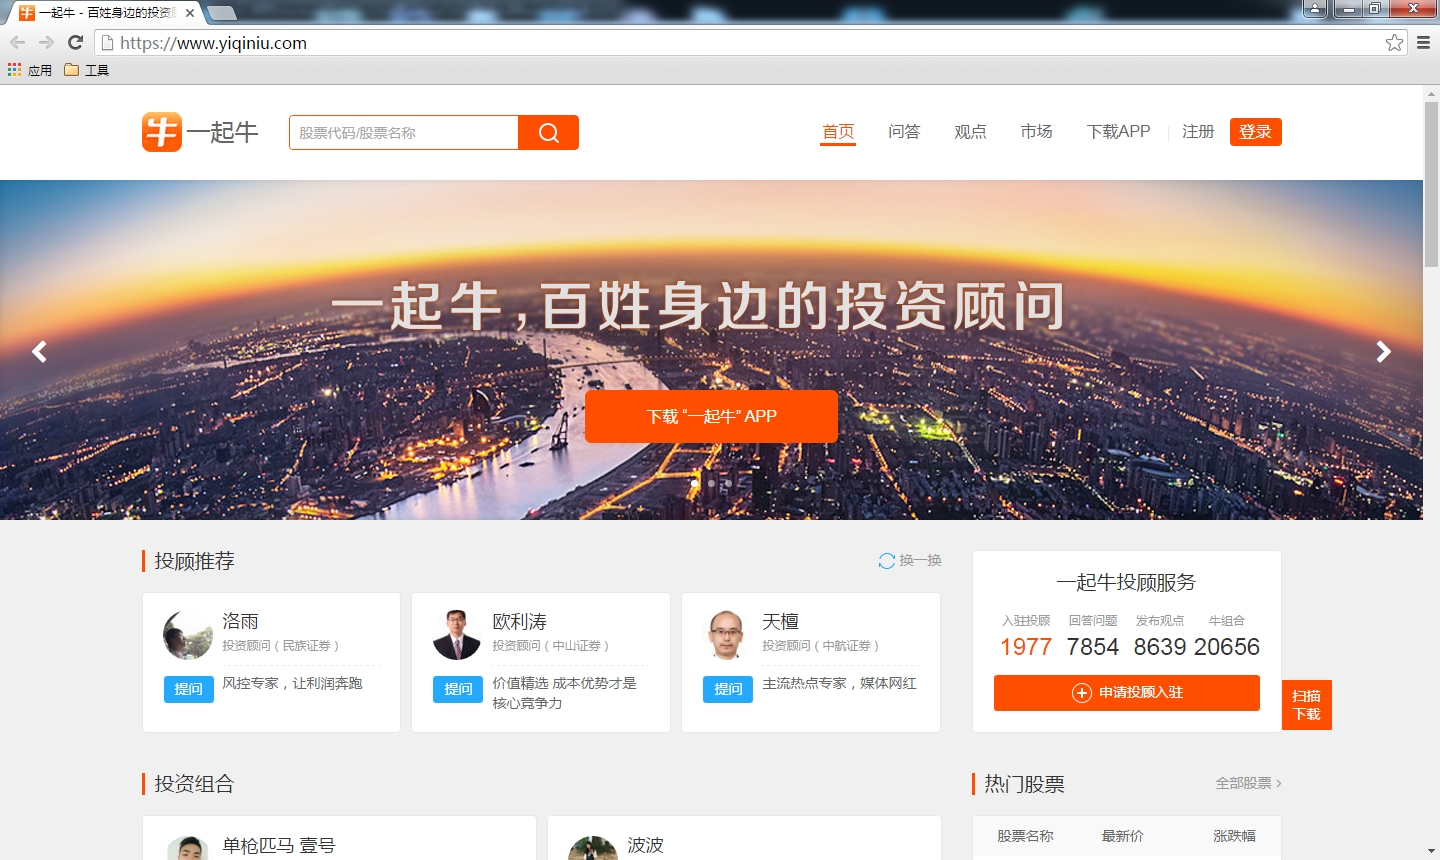 一起牛 - 百姓身边的投资顾
https://www.yiqiniu.com
应用 工具
牛 一起牛 股票代码/股票名称 首页 问答 观点 市场 下载APP 注册 登录
一起牛,百姓身边的投资顾问
下载 “一起牛” APP
投顾推荐 换一换
洛雨
投资顾问（民族证券）
提问 风控专家，让利润奔跑
欧利涛
投资顾问（中山证券）
提问 价值精选 成本优势才是
核心竞争力
天檀
投资顾问（中航证券）
提问 主流热点专家，媒体网红
一起牛投顾服务
入驻投顾 回答问题 发布观点 牛组合
1977 7854 8639 20656
申请投顾入驻
扫描
下载
投资组合
单枪匹马 壹号
波波
热门股票 全部股票 >
股票名称 最新价 涨跌幅